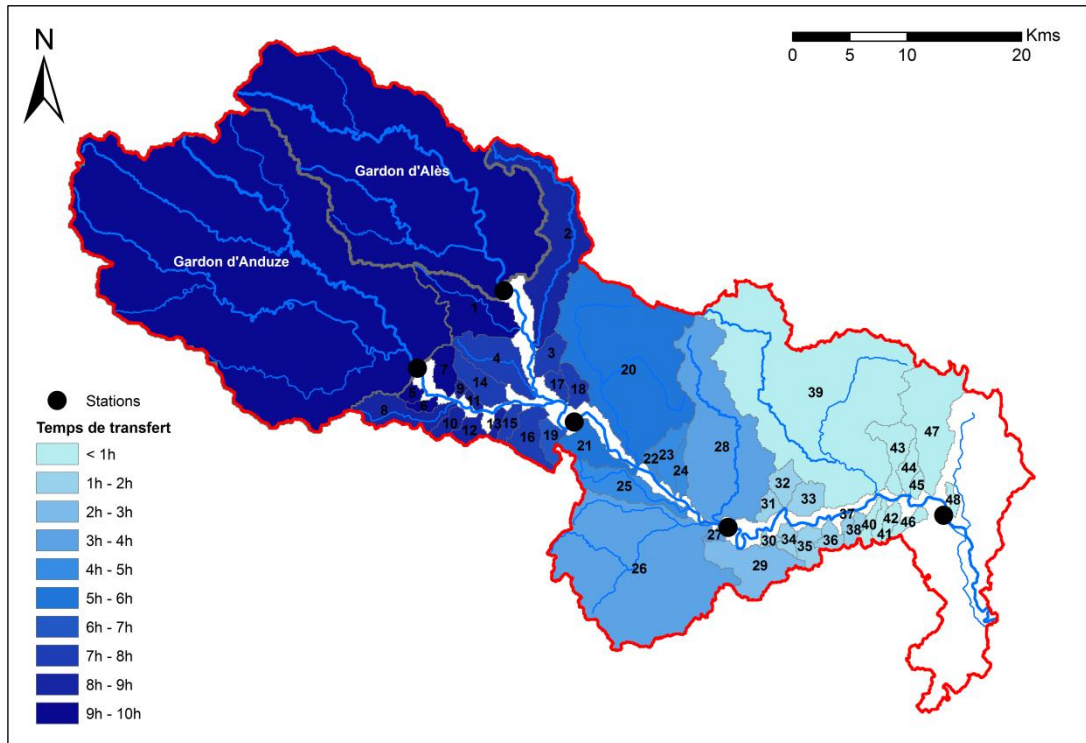 N
Kms
0 5 10 20
Gardon d'Alès
Gardon d'Anduze
Stations
Temps de transfert
< 1h
1h - 2h
2h - 3h
3h - 4h
4h - 5h
5h - 6h
6h - 7h
7h - 8h
8h - 9h
9h - 10h
1
2
3
4
5
6
7
8
9
10
11
12
13
14
15
16
17
18
19
20
21
22
23
24
25
26
27
28
29
30
31
32
33
34
35
36
37
38
39
40
41
42
43
44
45
46
47
48